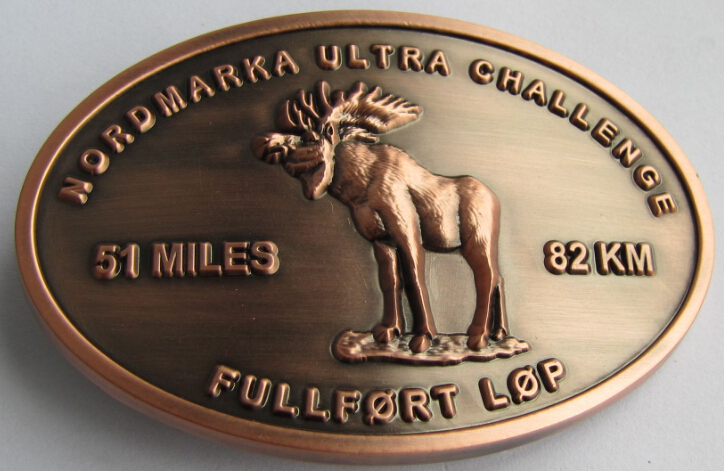 NORDMARKA ULTRA CHALLENGE
51 MILES
82 KM
FULLFØRT LØP